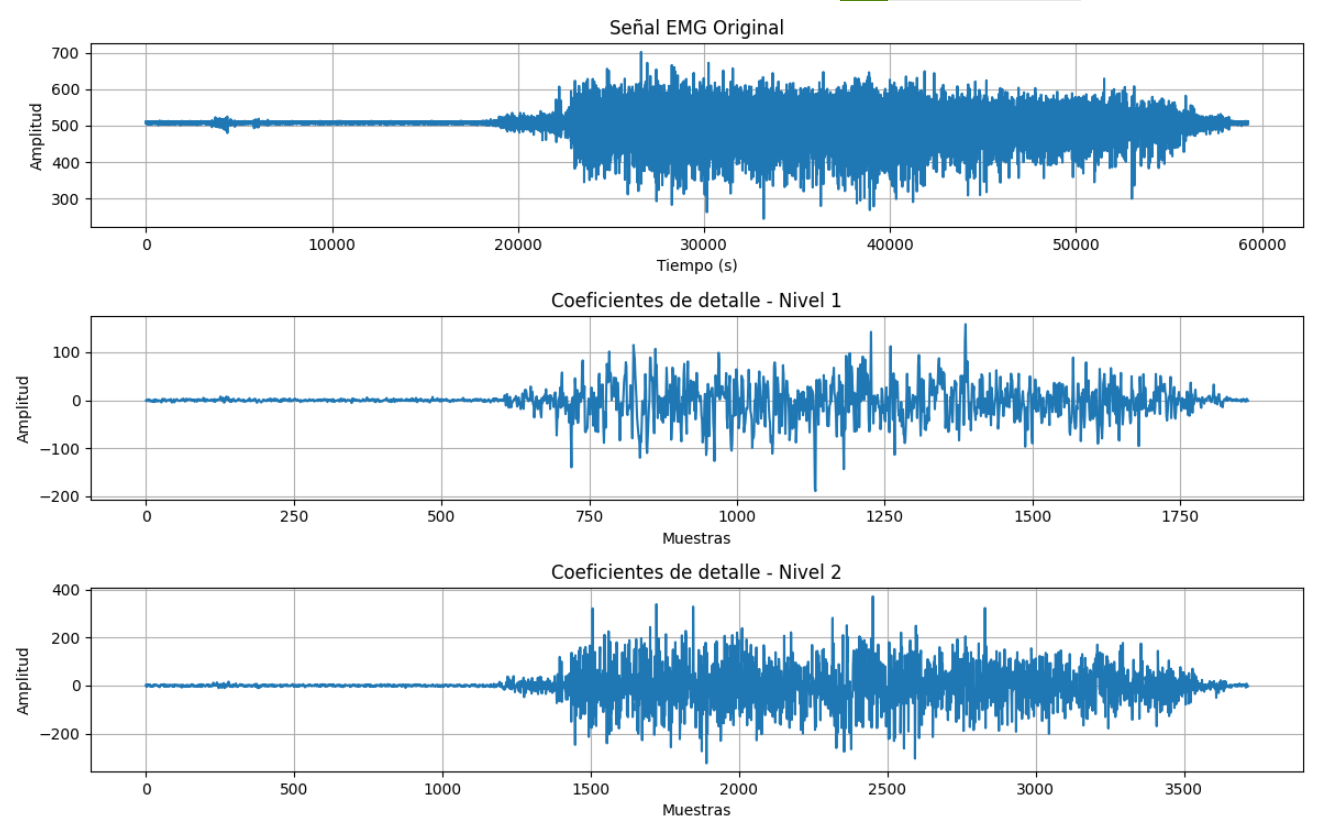 Señal EMG Original
700
600
500
400
300
Amplitud
0 10000 20000 30000 40000 50000 60000
Tiempo (s)
Coeficientes de detalle - Nivel 1
100
0
−100
−200
Amplitud
0 250 500 750 1000 1250 1500 1750
Muestras
Coeficientes de detalle - Nivel 2
400
200
0
−200
Amplitud
0 500 1000 1500 2000 2500 3000 3500
Muestras